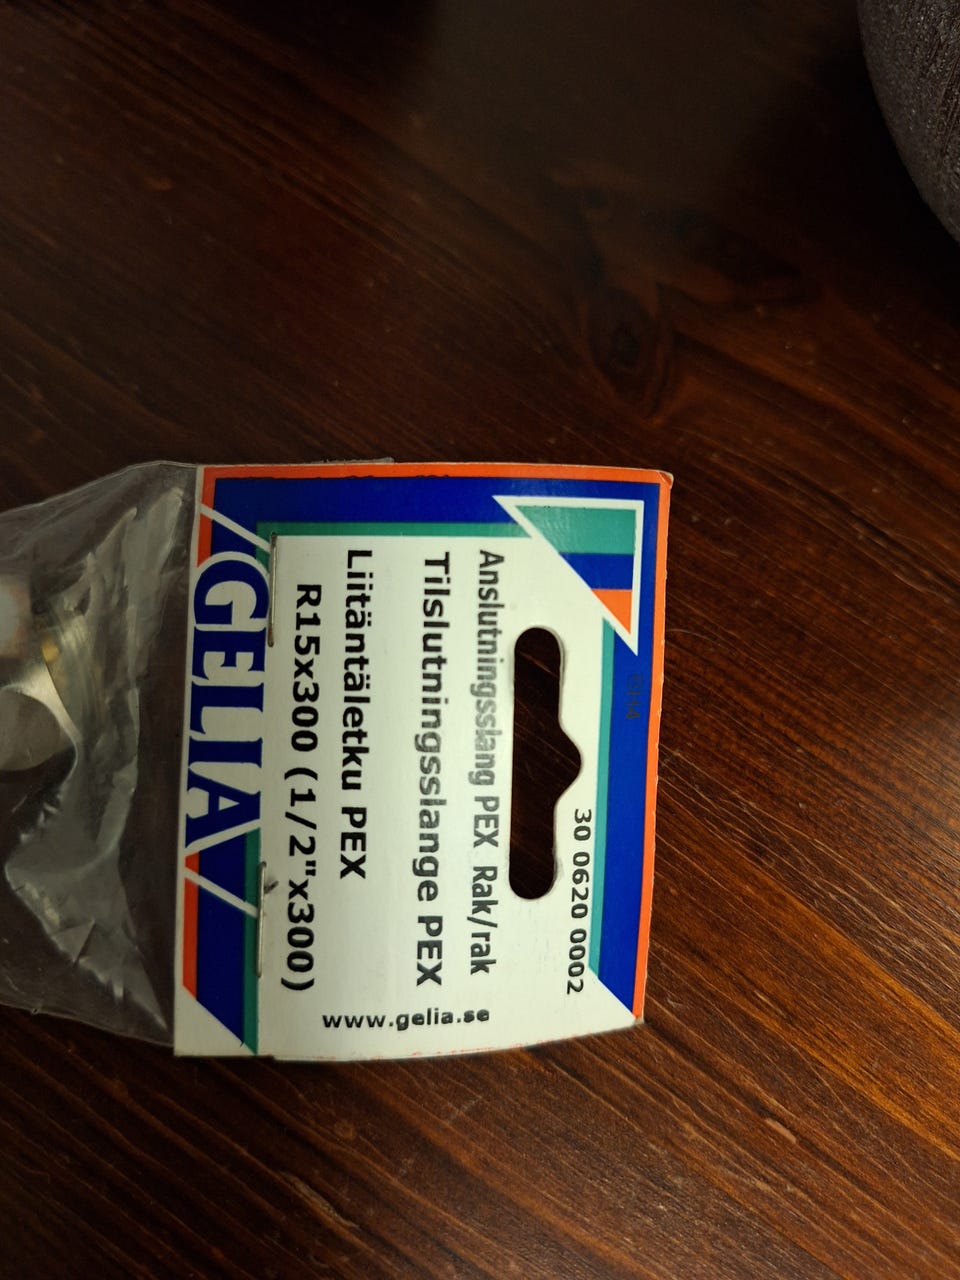 30 0620 0002
Anslutningsslang PEX Rak/rak
Tilslutningsslange PEX
Liitäntäletku PEX
R15x300 (1/2"x300)
www.gelia.se
GELIA